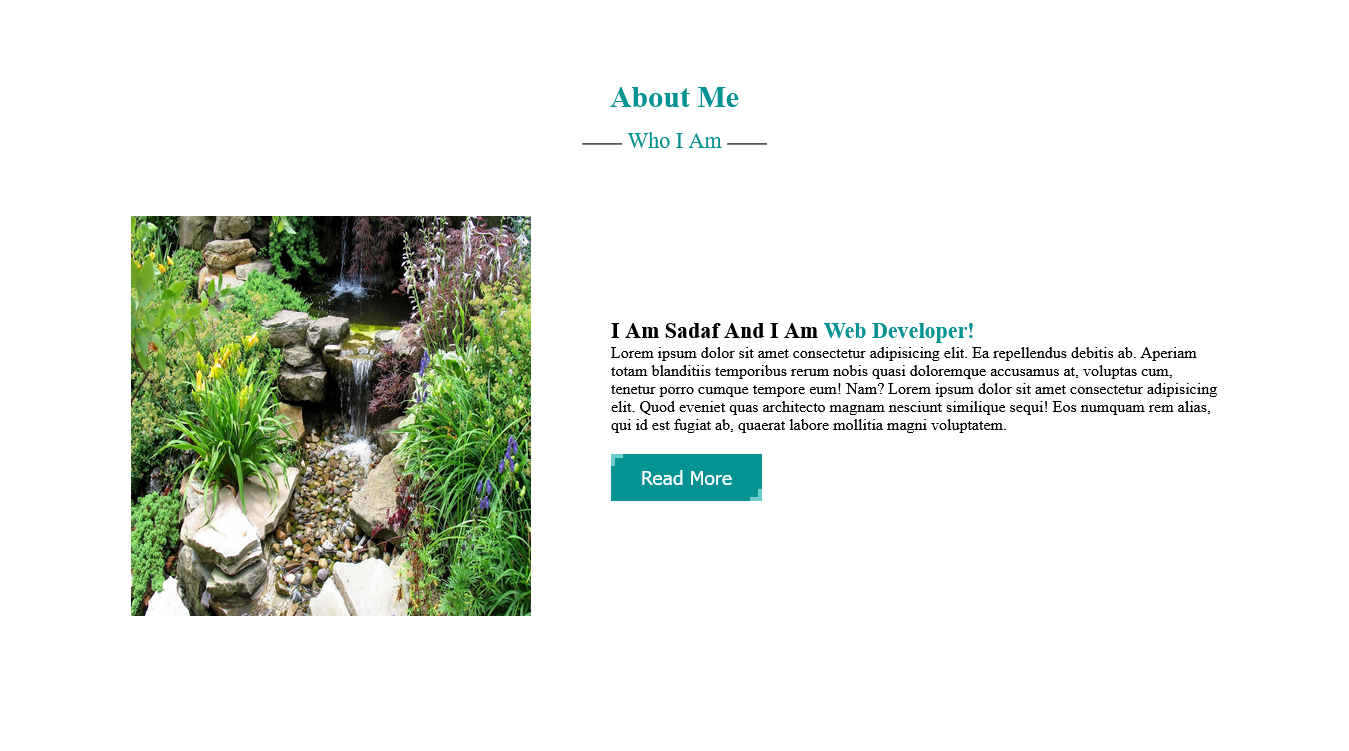 About Me
Who I Am
I Am Sadaf And I Am Web Developer!
Lorem ipsum dolor sit amet consectetur adipisicing elit. Ea repellendus debitis ab. Aperiam
totam blanditiis temporibus rerum nobis quasi doloremque accusamus at, voluptas cum,
tenetur porro cumque tempore eum! Nam? Lorem ipsum dolor sit amet consectetur adipisicing
elit. Quod eveniet quas architecto magnam nesciunt similique sequi! Eos numquam rem alias,
qui id est fugiat ab, quaerat labore mollitia magni voluptatem.
Read More